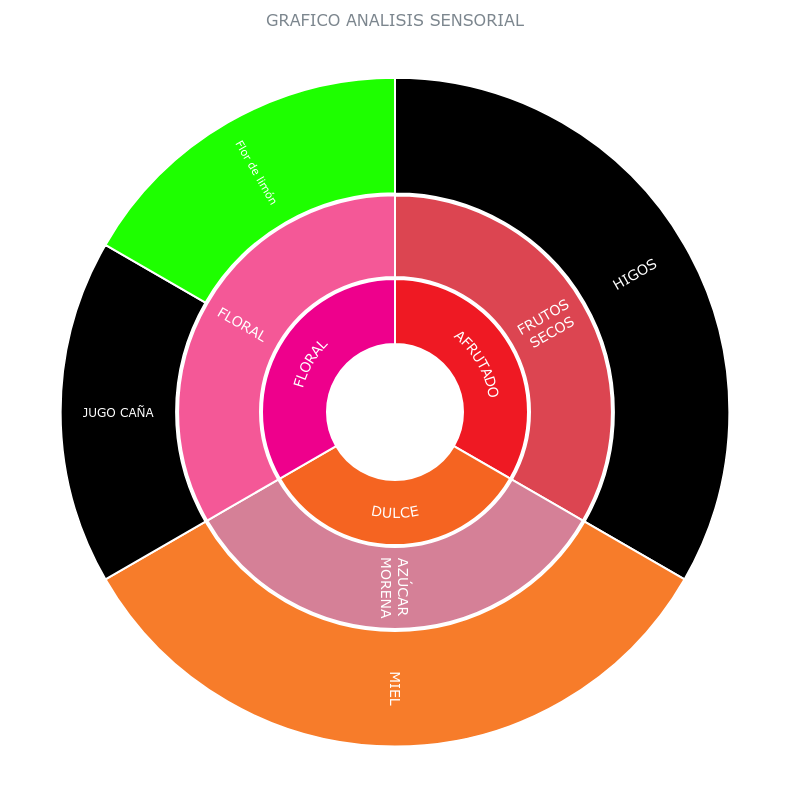 GRAFICO ANALISIS SENSORIAL
Flor de limón
HIGOS
FLORAL
FRUTOS
SECOS
FLORAL
AFRUTADO
JUGO CAÑA
DULCE
AZÚCAR
MORENA
MIEL